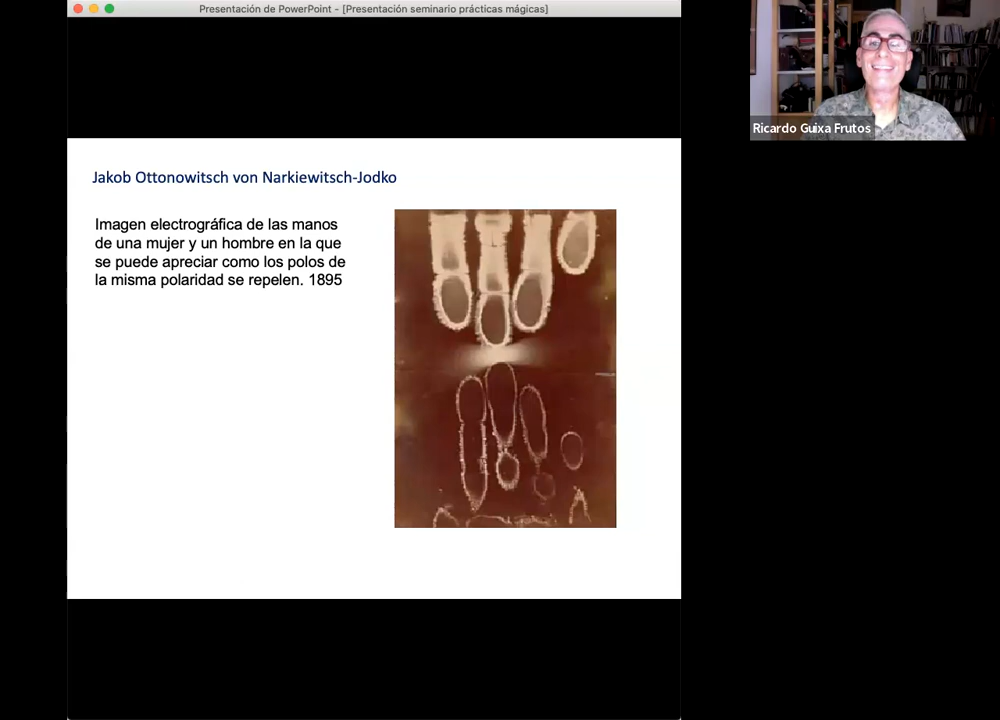 Presentación de PowerPoint - [Presentación seminario prácticas mágicas]
Ricardo Guixa Frutos
Jakob Ottonowitsch von Narkiewitsch-Jodko
Imagen electrográfica de las manos
de una mujer y un hombre en la que
se puede apreciar como los polos de
la misma polaridad se repelen. 1895